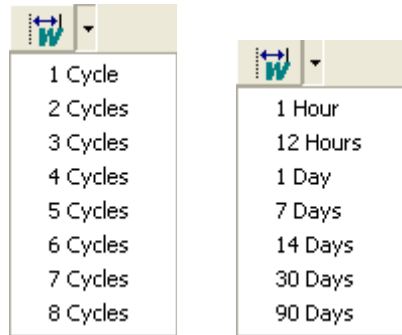 W
1 Cycle
2 Cycles
3 Cycles
4 Cycles
5 Cycles
6 Cycles
7 Cycles
8 Cycles
W
1 Hour
12 Hours
1 Day
7 Days
14 Days
30 Days
90 Days